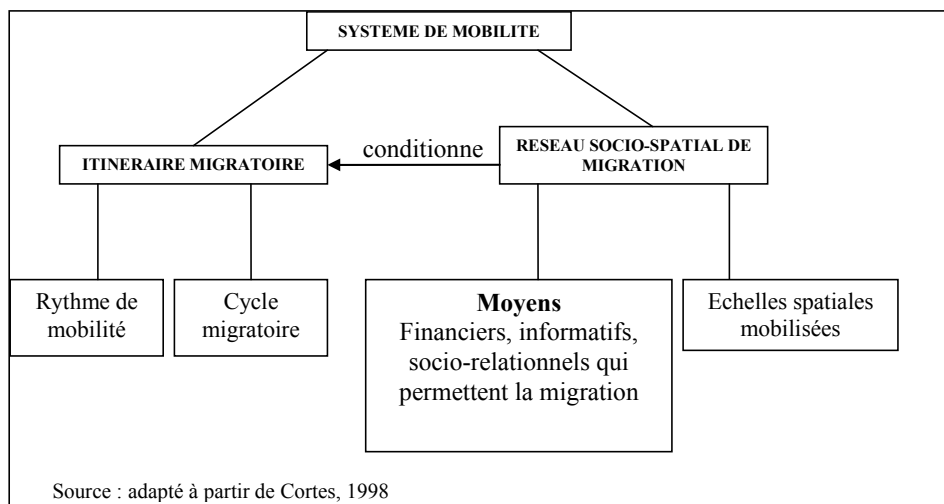 SYSTEME DE MOBILITE
conditionne
ITINERAIRE MIGRATOIRE
RESEAU SOCIO-SPATIAL DE
MIGRATION
Rythme de
mobilité
Cycle
migratoire
Moyens
Financiers, informatifs,
socio-relationnels qui
permettent la migration
Echelles spatiales
mobilisées
Source : adapté à partir de Cortes, 1998